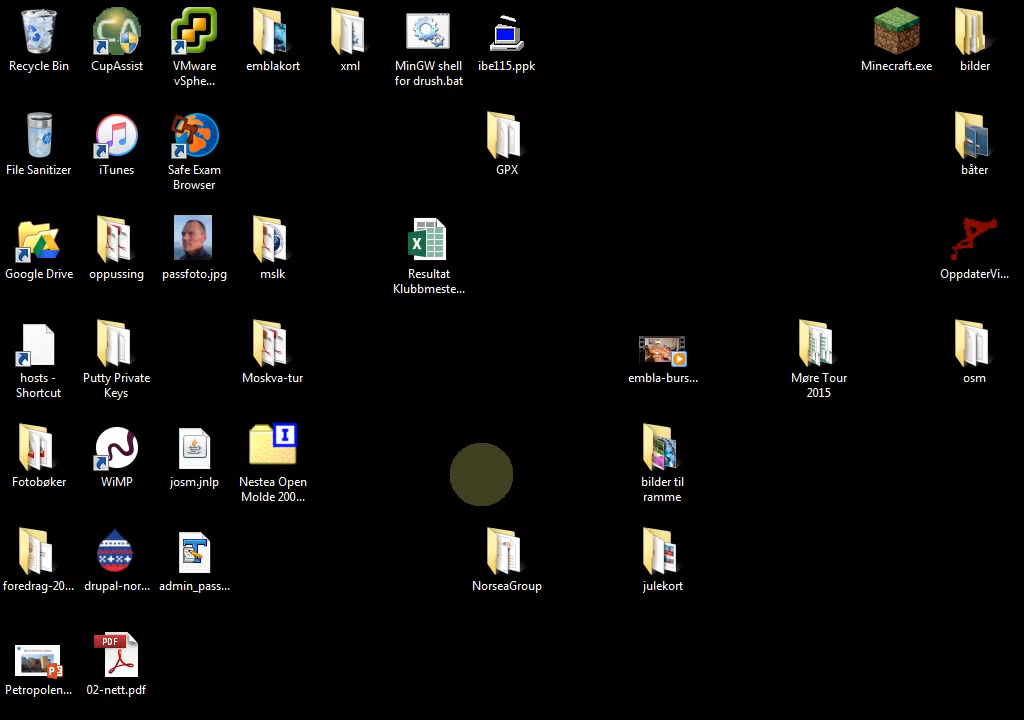 Recycle Bin
CupAssist
VMware
vSphe...
emblakort
xml
MinGW shell
for drush.bat
ibe115.ppk
Minecraft.exe
bilder
File Sanitizer
iTunes
Safe Exam
Browser
GPX
båter
Google Drive
oppussing
passfoto.jpg
mslk
Resultat
Klubbmeste...
OppdaterVi...
hosts -
Shortcut
Putty Private
Keys
Moskva-tur
embla-burs...
Møre Tour
2015
osm
Fotobøker
WiMP
josm.jnlp
Nestea Open
Molde 200...
bilder til
ramme
foredrag-20...
drupal-nor...
admin_pass...
NorseaGroup
julekort
Petropolen...
PDF
02-nett.pdf